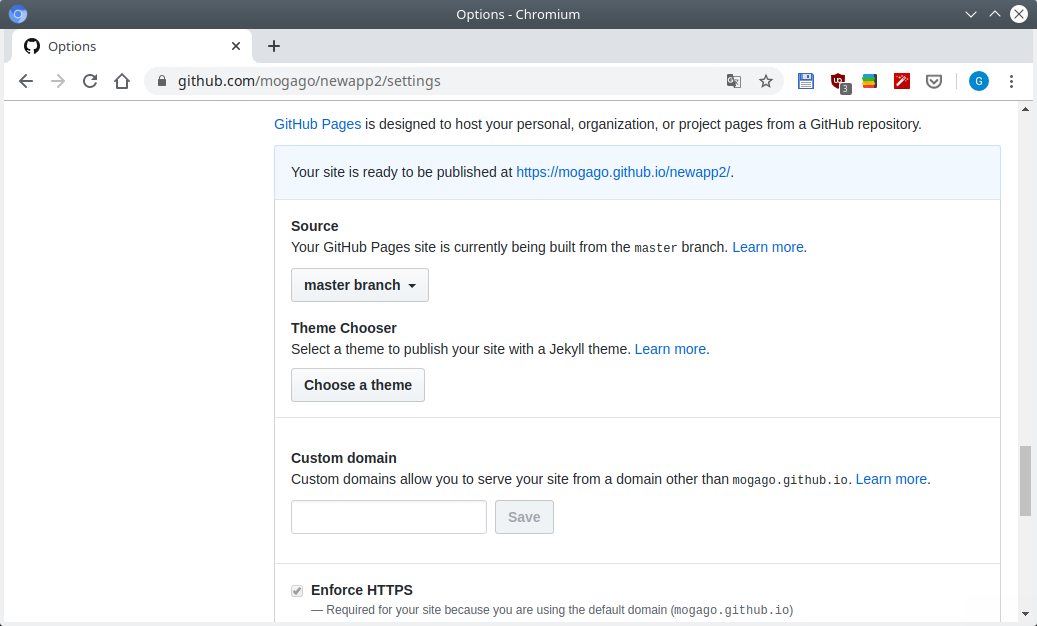 Options - Chromium
Options
github.com/mogago/newapp2/settings
3
G
GitHub Pages is designed to host your personal, organization, or project pages from a GitHub repository.
Your site is ready to be published at https://mogago.github.io/newapp2/.
Source
Your GitHub Pages site is currently being built from the master branch. Learn more.
master branch
Theme Chooser
Select a theme to publish your site with a Jekyll theme. Learn more.
Choose a theme
Custom domain
Custom domains allow you to serve your site from a domain other than mogago.github.io. Learn more.
Save
Enforce HTTPS
— Required for your site because you are using the default domain (mogago.github.io)